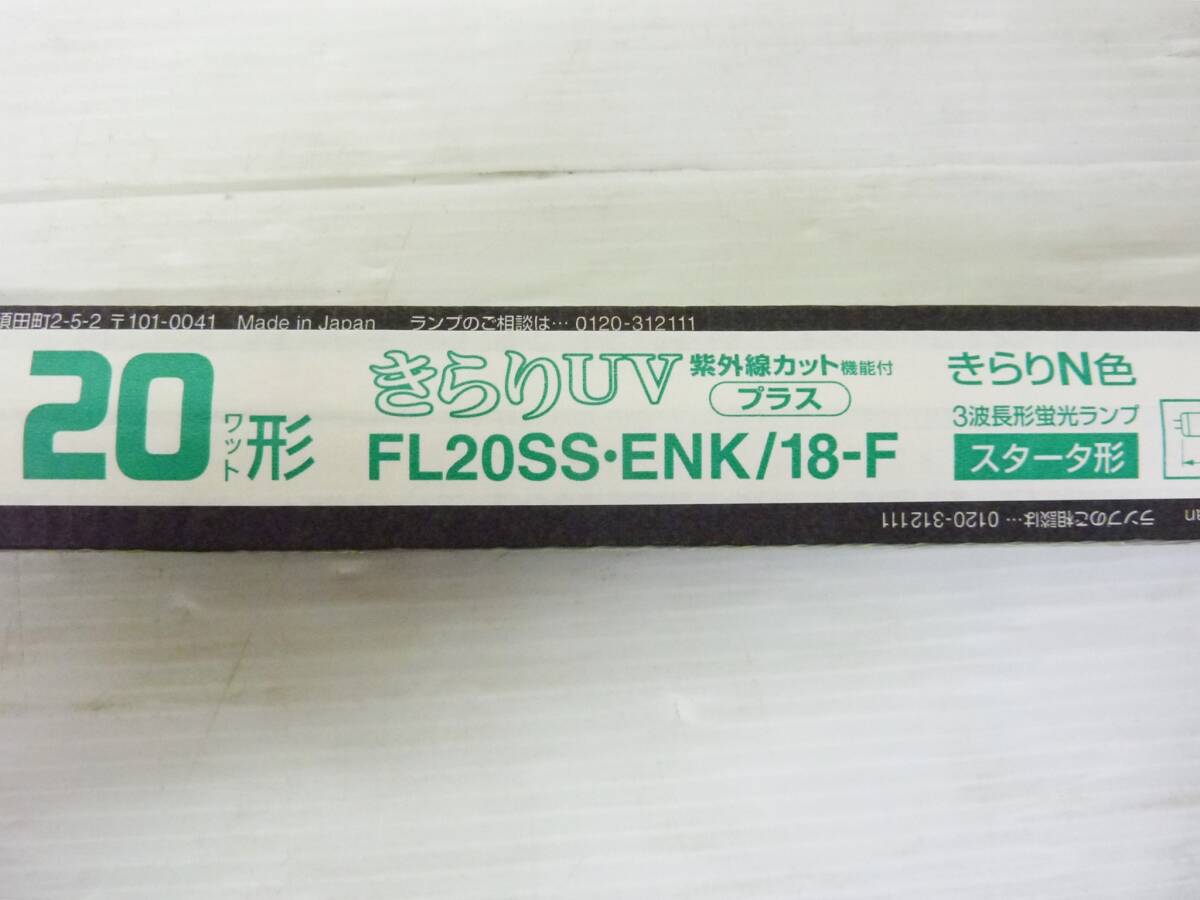 須田町2-5-2 〒101-0041 Made in Japan ランプのご相談は… 0120-312111
20ワット形
きらりUV 紫外線カット機能付
プラス
FL20SS・ENK/18-F
きらりN色
3波長形蛍光ランプ
スタータ形
ランプのご相談は… 0120-312111